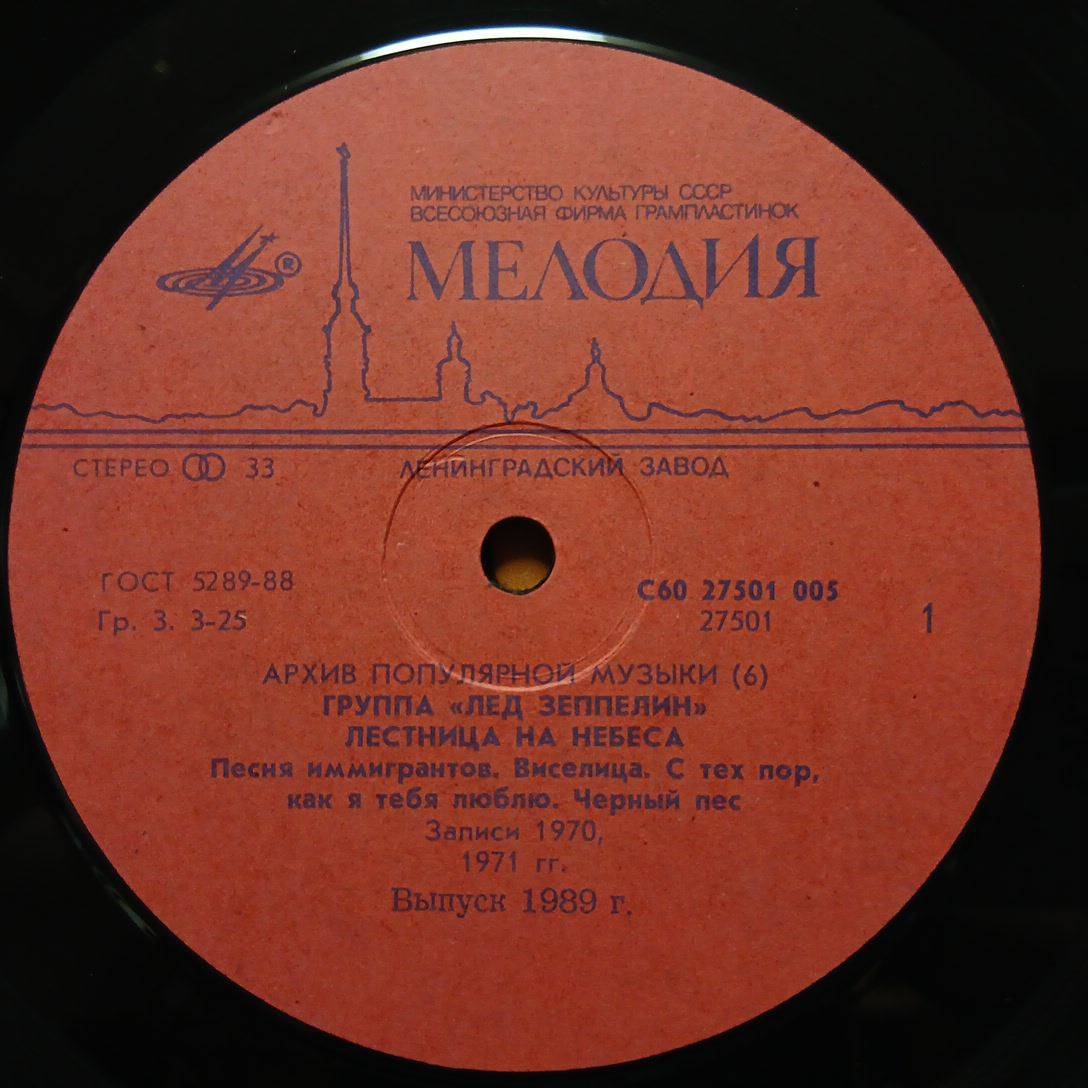 МИНИСТЕРСТВО КУЛЬТУРЫ СССР
ВСЕСОЮЗНАЯ ФИРМА ГРАМПЛАСТИНОК
®
МЕЛОДИЯ
СТЕРЕО 33
ЛЕНИНГРАДСКИЙ ЗАВОД
ГОСТ 5289-88
Гр. 3. 3-25
С60 27501 005
27501
1
АРХИВ ПОПУЛЯРНОЙ МУЗЫКИ (6)
ГРУППА «ЛЕД ЗЕППЕЛИН»
ЛЕСТНИЦА НА НЕБЕСА
Песня иммигрантов. Виселица. С тех пор,
как я тебя люблю. Черный пес
Записи 1970,
1971 гг.
Выпуск 1989 г.